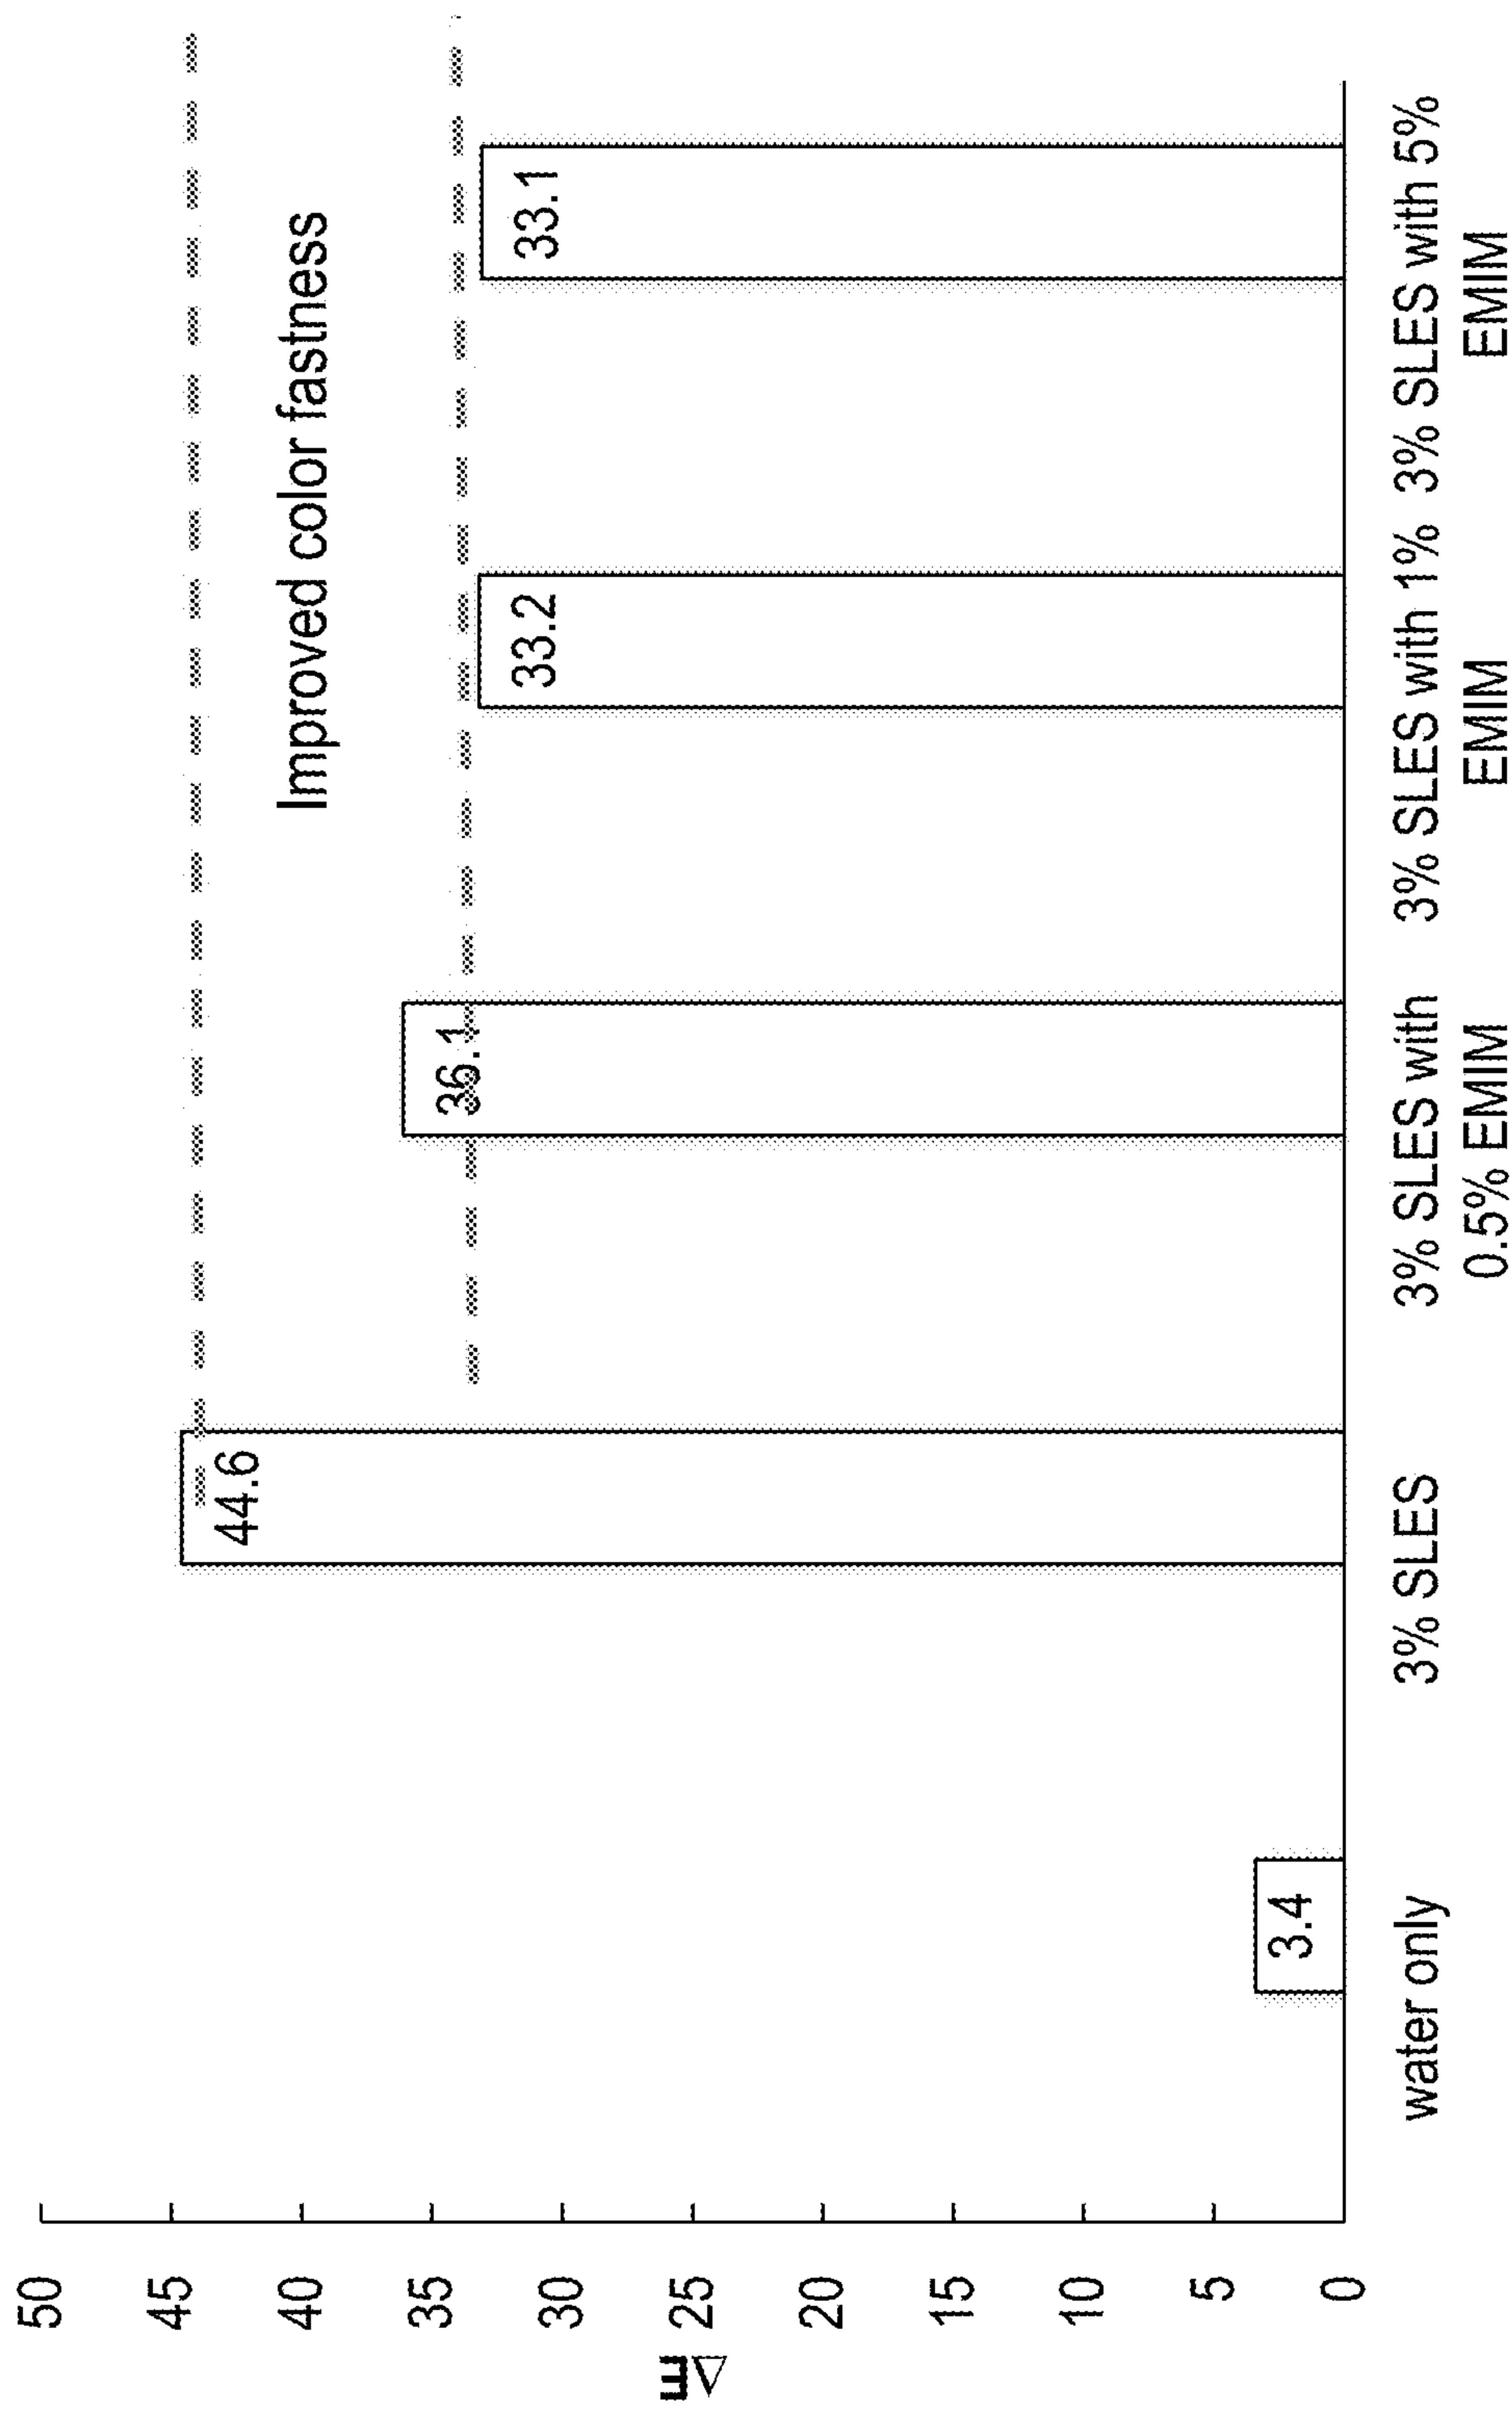 50
45
40
35
30
25
20
15
10
5
0
ΔE
Improved color fastness
3.4
44.6
36.1
33.2
33.1
water only
3% SLES
3% SLES with
0.5% EMIM
3% SLES with 1%
EMIM
3% SLES with 5%
EMIM